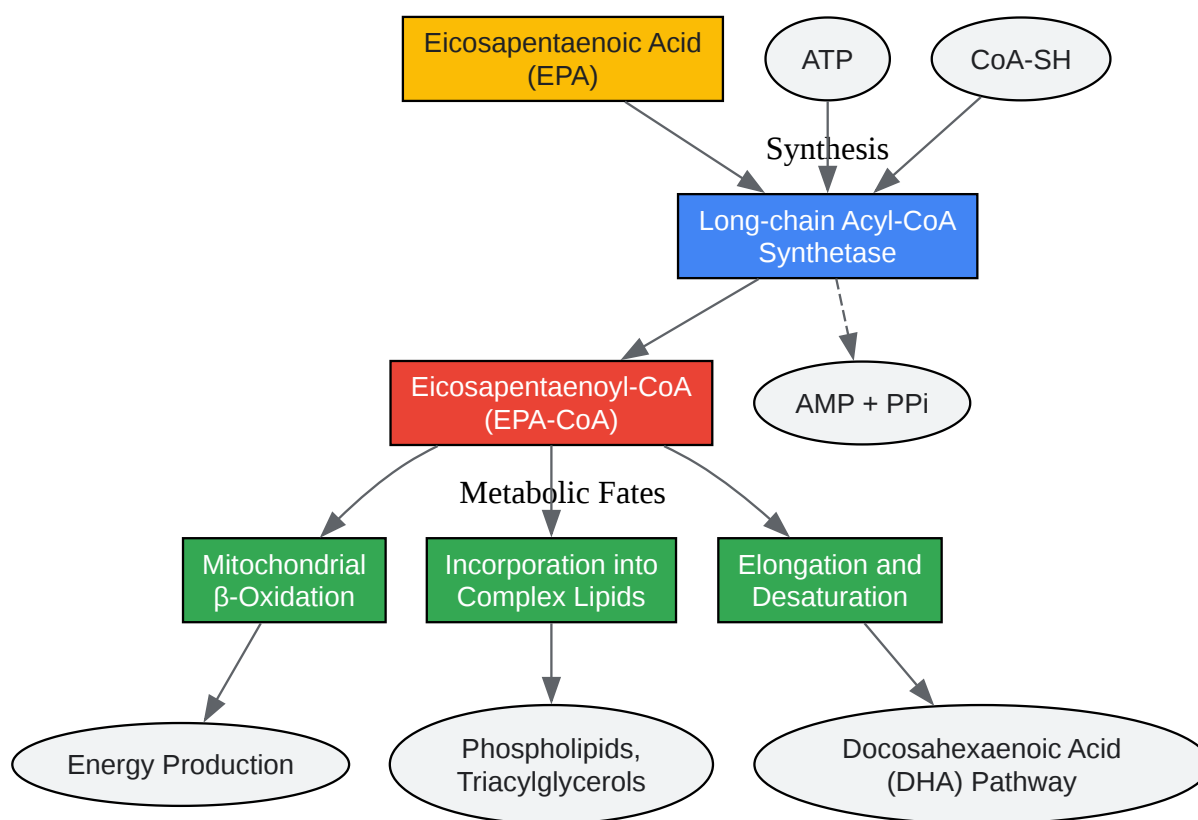 Eicosapentaenoic Acid
(EPA)
ATP
CoA-SH
Synthesis
Long-chain Acyl-CoA
Synthetase
Eicosapentaenoyl-CoA
(EPA-CoA)
AMP + PPi
Metabolic Fates
Mitochondrial
β-Oxidation
Incorporation into
Complex Lipids
Elongation and
Desaturation
Energy Production
Phospholipids,
Triacylglycerols
Docosahexaenoic Acid
(DHA) Pathway